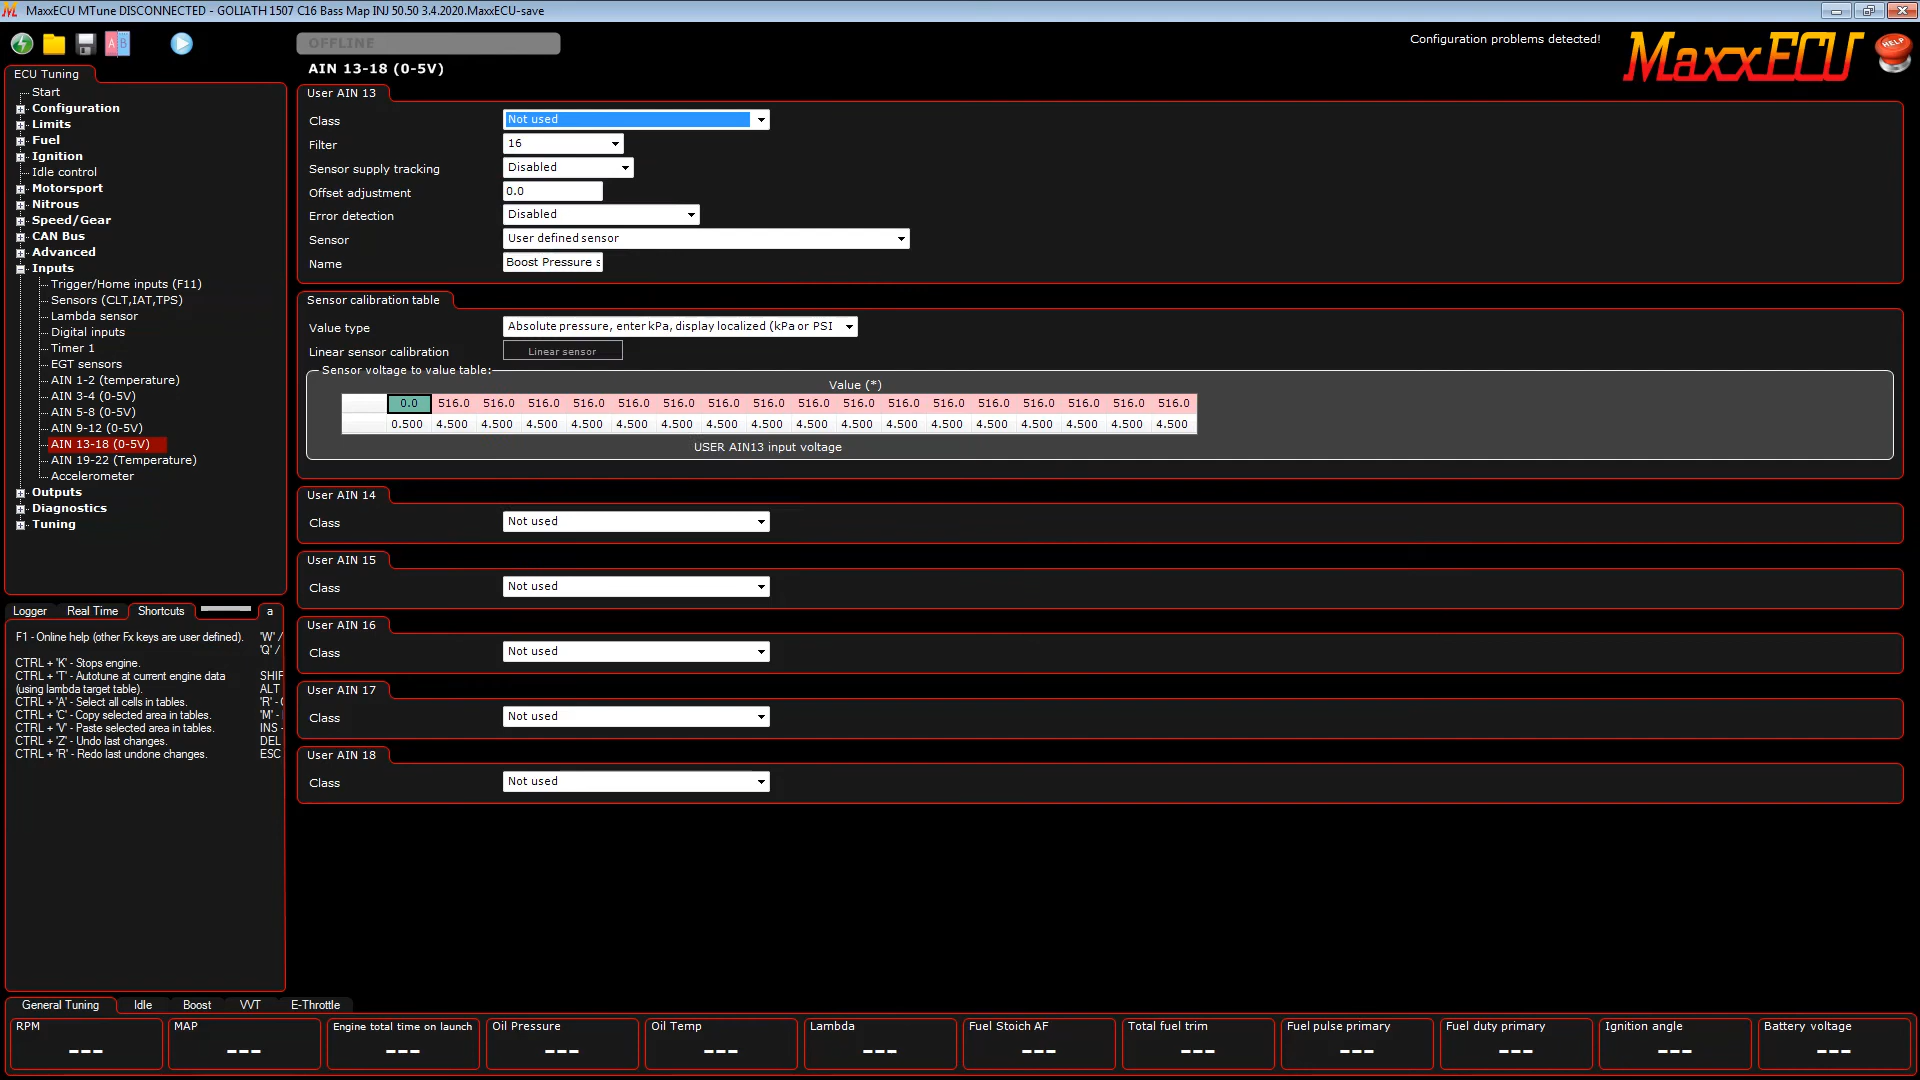 MaxxECU MTune DISCONNECTED - GOLIATH 1507 C16 Bass Map INJ 50.50 3.4.2020.MaxxECU-save
A B
OFFLINE
Configuration problems detected!
MaxxECU
HELP
AIN 13-18 (0-5V)
ECU Tuning
Start
Configuration
Limits
Fuel
Ignition
Idle control
Motorsport
Nitrous
Speed/Gear
CAN Bus
Advanced
Inputs
Trigger/Home inputs (F11)
Sensors (CLT,IAT,TPS)
Lambda sensor
Digital inputs
Timer 1
EGT sensors
AIN 1-2 (temperature)
AIN 3-4 (0-5V)
AIN 5-8 (0-5V)
AIN 9-12 (0-5V)
AIN 13-18 (0-5V)
AIN 19-22 (Temperature)
Accelerometer
Outputs
Diagnostics
Tuning
User AIN 13
Class Not used
Filter 16
Sensor supply tracking Disabled
Offset adjustment 0.0
Error detection Disabled
Sensor User defined sensor
Name Boost Pressure s
Sensor calibration table
Value type Absolute pressure, enter kPa, display localized (kPa or PSI
Linear sensor calibration Linear sensor
Sensor voltage to value table:
Value (*)
0.0 516.0 516.0 516.0 516.0 516.0 516.0 516.0 516.0 516.0 516.0 516.0 516.0 516.0 516.0 516.0 516.0 516.0
0.500 4.500 4.500 4.500 4.500 4.500 4.500 4.500 4.500 4.500 4.500 4.500 4.500 4.500 4.500 4.500 4.500 4.500
USER AIN13 input voltage
User AIN 14
Class Not used
User AIN 15
Class Not used
User AIN 16
Class Not used
User AIN 17
Class Not used
User AIN 18
Class Not used
Logger Real Time Shortcuts a
F1 - Online help (other Fx keys are user defined). 'W' /
'Q' /
CTRL + 'K' - Stops engine.
CTRL + 'T' - Autotune at current engine data SHIF
(using lambda target table). ALT
CTRL + 'A' - Select all cells in tables. 'R' - C
CTRL + 'C' - Copy selected area in tables. 'M' -
CTRL + 'V' - Paste selected area in tables. INS -
CTRL + 'Z' - Undo last changes. DEL
CTRL + 'R' - Redo last undone changes. ESC
General Tuning Idle Boost VVT E-Throttle
RPM MAP Engine total time on launch Oil Pressure Oil Temp Lambda Fuel Stoich AF Total fuel trim Fuel pulse primary Fuel duty primary Ignition angle Battery voltage
--- --- --- --- --- --- --- --- --- --- --- ---